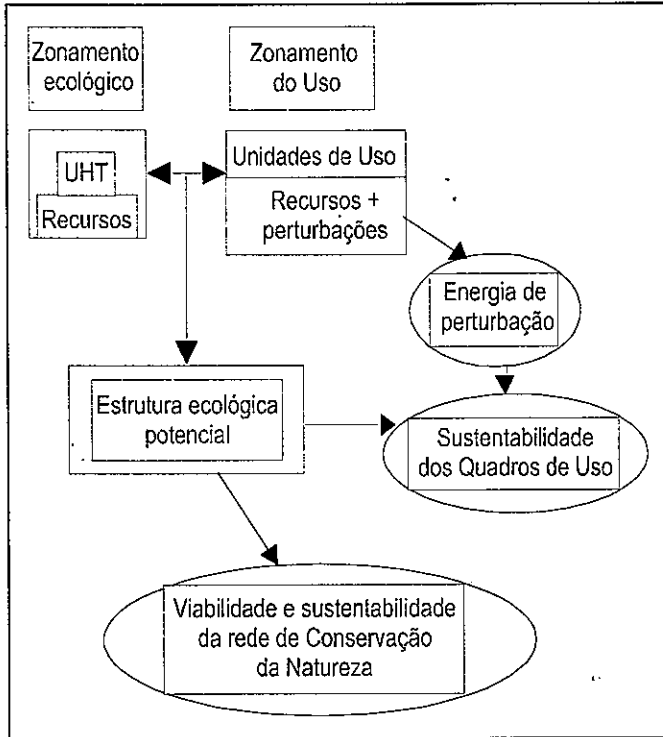 Zonamento
ecológico
Zonamento
do Uso
UHT
Recursos
Unidades de Uso
Recursos +
perturbações
Energia de
perturbação
Estrutura ecológica
potencial
Sustentabilidade
dos Quadros de Uso
Viabilidade e sustentabilidade
da rede de Conservação
da Natureza